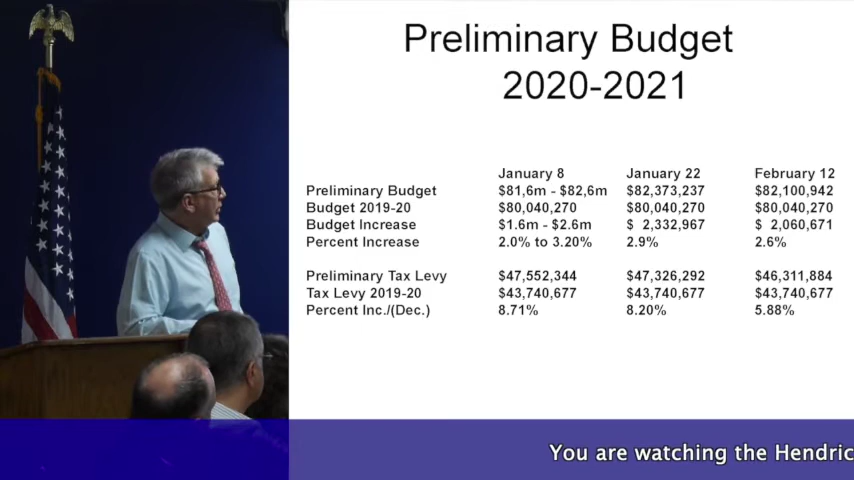 Preliminary Budget
2020-2021
January 8 January 22 February 12
Preliminary Budget $81,6m - $82,6m $82,373,237 $82,100,942
Budget 2019-20 $80,040,270 $80,040,270 $80,040,270
Budget Increase $1.6m - $2.6m $ 2,332,967 $ 2,060,671
Percent Increase 2.0% to 3.20% 2.9% 2.6%
Preliminary Tax Levy $47,552,344 $47,326,292 $46,311,884
Tax Levy 2019-20 $43,740,677 $43,740,677 $43,740,677
Percent Inc./(Dec.) 8.71% 8.20% 5.88%
You are watching the Hendric